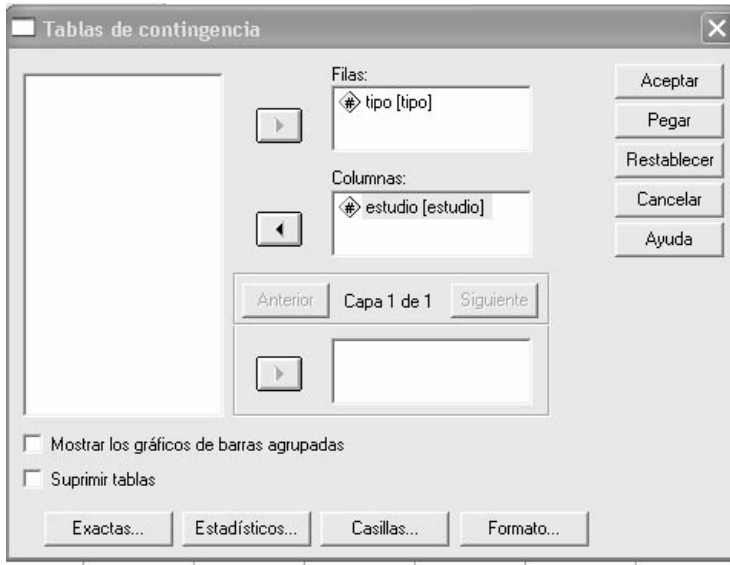 Tablas de contingencia
Filas:
tipo [tipo]
Columnas:
estudio [estudio]
Anterior
Capa 1 de 1
Siguiente
Mostrar los gráficos de barras agrupadas
Suprimir tablas
Exactas...
Estadísticos...
Casillas...
Formato...
Aceptar
Pegar
Restablecer
Cancelar
Ayuda